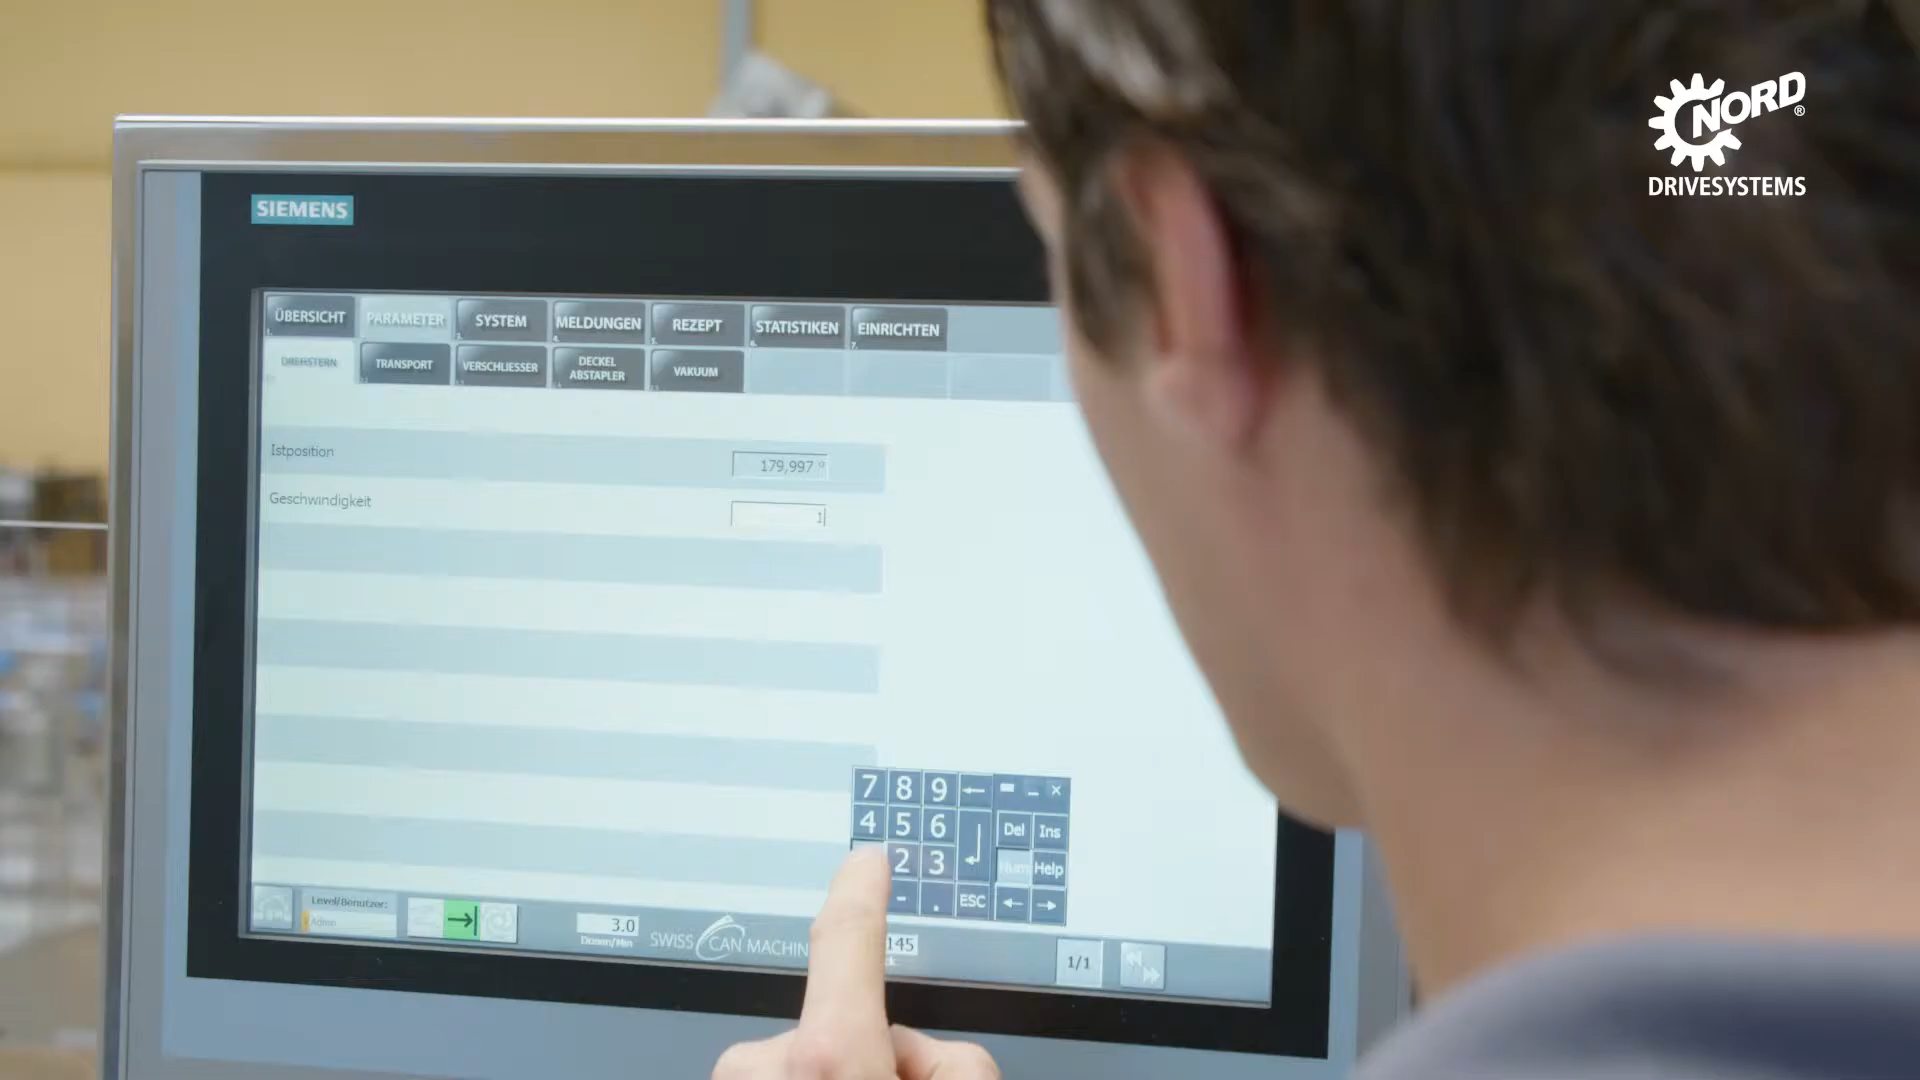 NORD®
DRIVESYSTEMS
SIEMENS
ÜBERSICHT PARAMETER SYSTEM MELDUNGEN REZEPT STATISTIKEN EINRICHTEN
DREHSTERN TRANSPORT VERSCHLIESSER DECKEL ABSTAPLER VAKUUM
Istposition 179,997 °
Geschwindigkeit 1
7 8 9 ← _ ×
4 5 6 Del Ins
2 3 ↵ Num Help
- . ESC ← →
Level/Benutzer:
Admin
3.0
Dosen/Min
SWISS CAN MACHIN
145
1/1